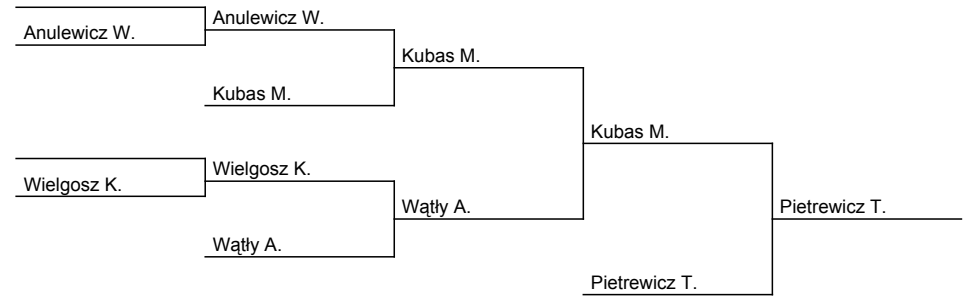 Anulewicz W.
Anulewicz W.
Kubas M.
Kubas M.
Kubas M.
Wielgosz K.
Wielgosz K.
Wątły A.
Pietrewicz T.
Wątły A.
Pietrewicz T.